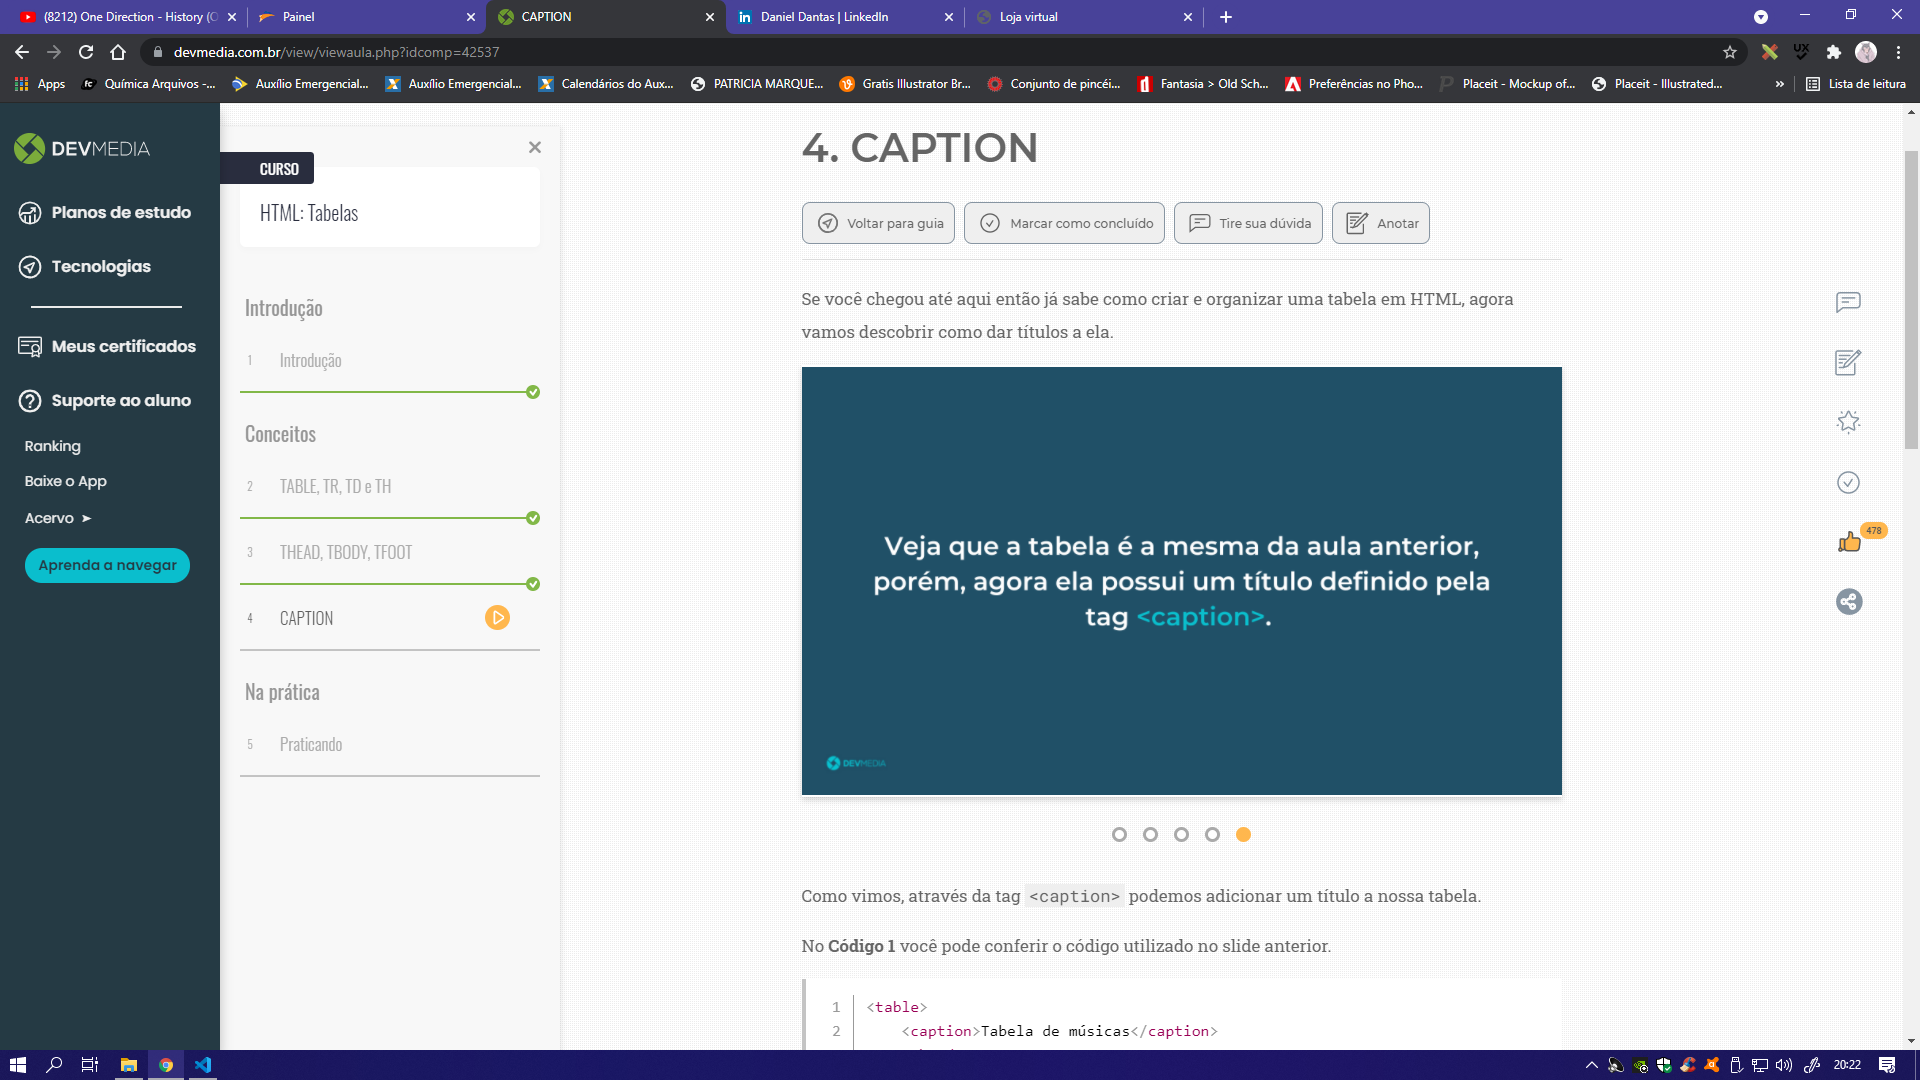 (8212) One Direction - History (O
Painel
CAPTION
Daniel Dantas | LinkedIn
Loja virtual
devmedia.com.br/view/viewaula.php?idcomp=42537
Apps
Química Arquivos -...
Auxílio Emergencial...
Auxílio Emergencial...
Calendários do Aux...
PATRICIA MARQUE...
Gratis Illustrator Br...
Conjunto de pincéi...
Fantasia > Old Sch...
Preferências no Pho...
Placeit - Mockup of...
Placeit - Illustrated...
»
Lista de leitura
DEVMEDIA
Planos de estudo
Tecnologias
Meus certificados
Suporte ao aluno
Ranking
Baixe o App
Acervo ➤
Aprenda a navegar
CURSO
HTML: Tabelas
Introdução
1 Introdução
Conceitos
2 TABLE, TR, TD e TH
3 THEAD, TBODY, TFOOT
4 CAPTION
Na prática
5 Praticando
4. CAPTION
Voltar para guia
Marcar como concluído
Tire sua dúvida
Anotar
Se você chegou até aqui então já sabe como criar e organizar uma tabela em HTML, agora
vamos descobrir como dar títulos a ela.
Veja que a tabela é a mesma da aula anterior,
porém, agora ela possui um título definido pela
tag <caption>.
DEVMEDIA
Como vimos, através da tag <caption> podemos adicionar um título a nossa tabela.
No Código 1 você pode conferir o código utilizado no slide anterior.
1 <table>
2 <caption>Tabela de músicas</caption>
478
20:22